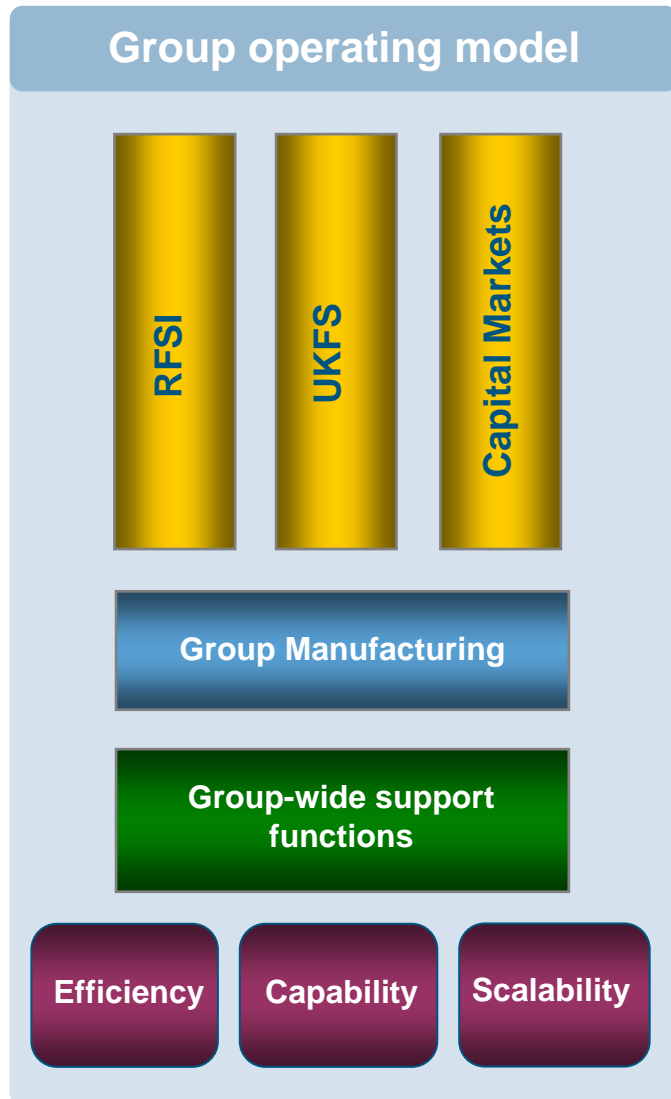 Group operating model
RFSI
UKFS
Capital Markets
Group Manufacturing
Group-wide support
functions
Efficiency
Capability
Scalability